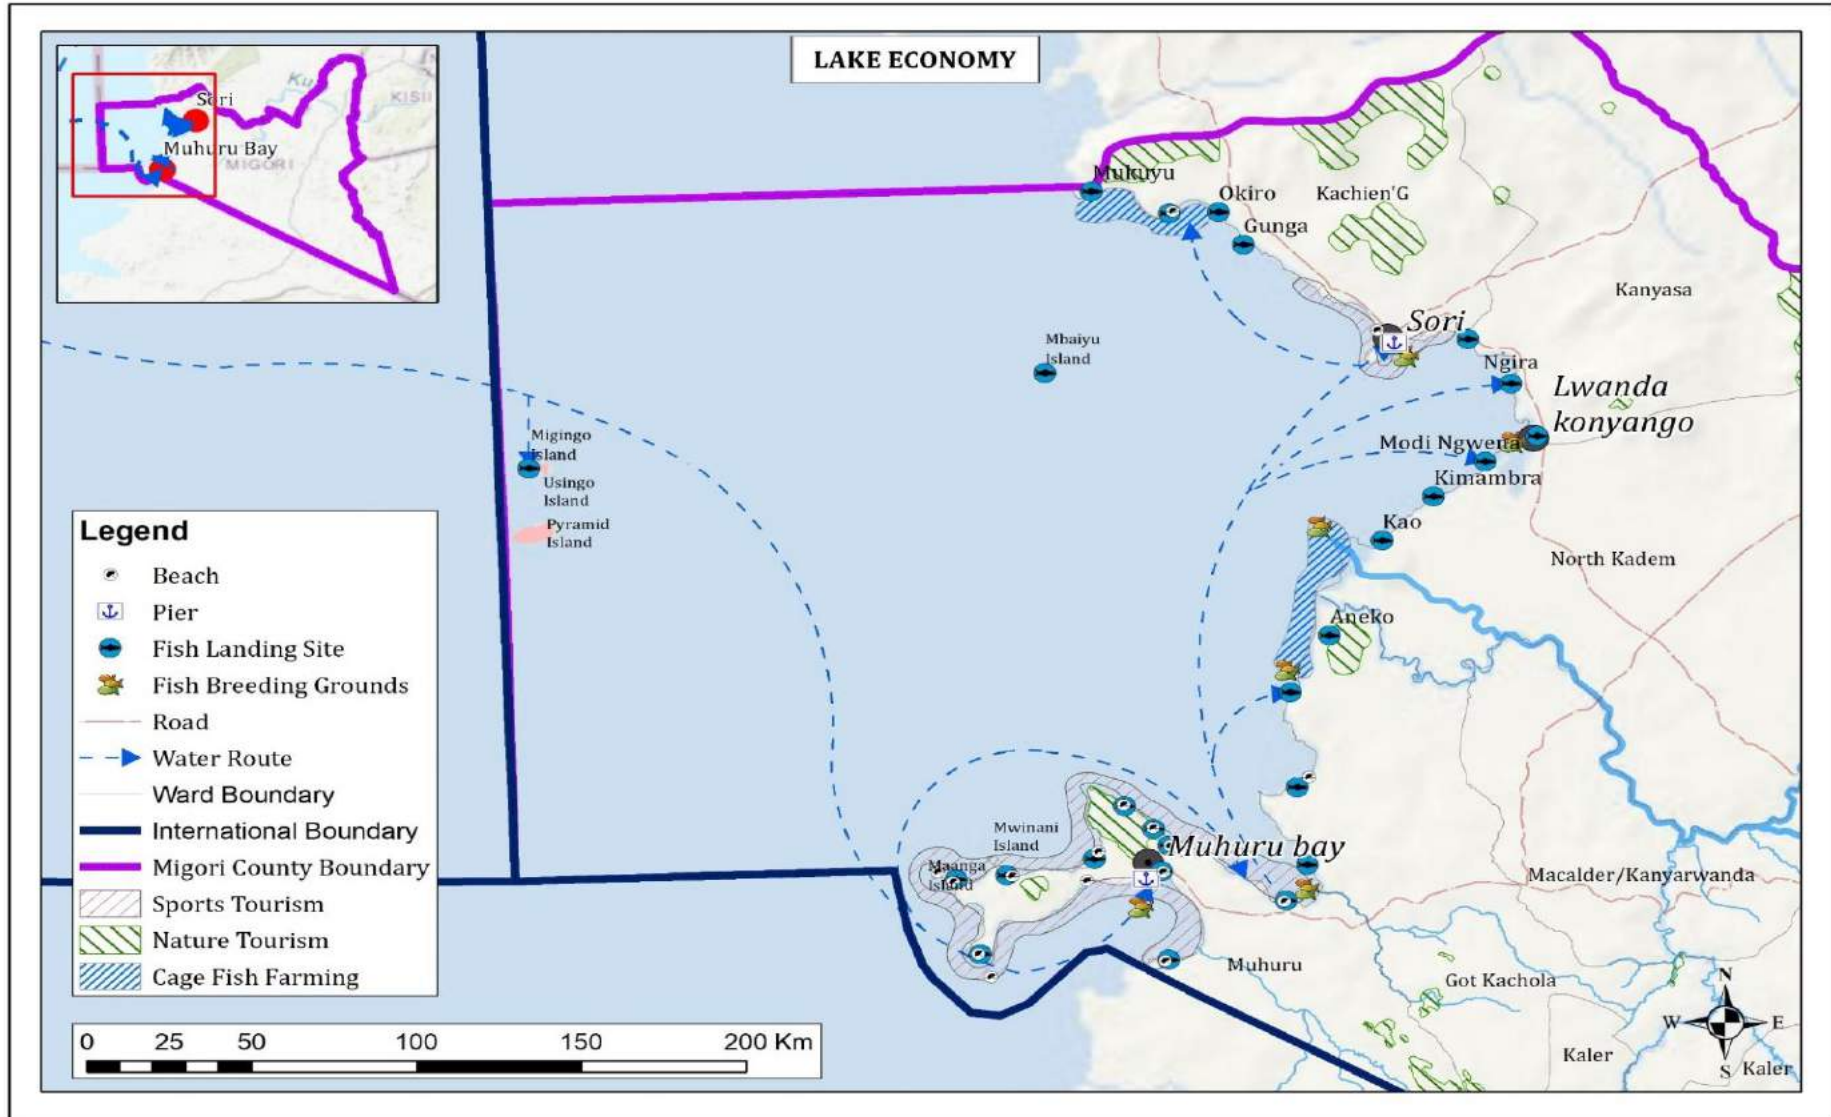 LAKE ECONOMY
Sori
KISII
Muhuru Bay
MIGORI
Mukuyu
Okiro
Kachien'G
Gunga
Kanyasa
Sori
Mbaiyu
Island
Ngira
Lwanda
konyango
Migingo
island
Modi Ngwena
Usingo
Island
Kimambra
Pyramid
Island
Kao
North Kadem
Aneko
Legend
Beach
Pier
Fish Landing Site
Fish Breeding Grounds
Road
Water Route
Ward Boundary
International Boundary
Migori County Boundary
Sports Tourism
Nature Tourism
Cage Fish Farming
Mwinani
Island
Muhuru bay
Maanga
Island
Macalder/Kanyarwanda
Muhuru
Got Kachola
N
W E
S
Kaler
Kaler
0 25 50 100 150 200 Km